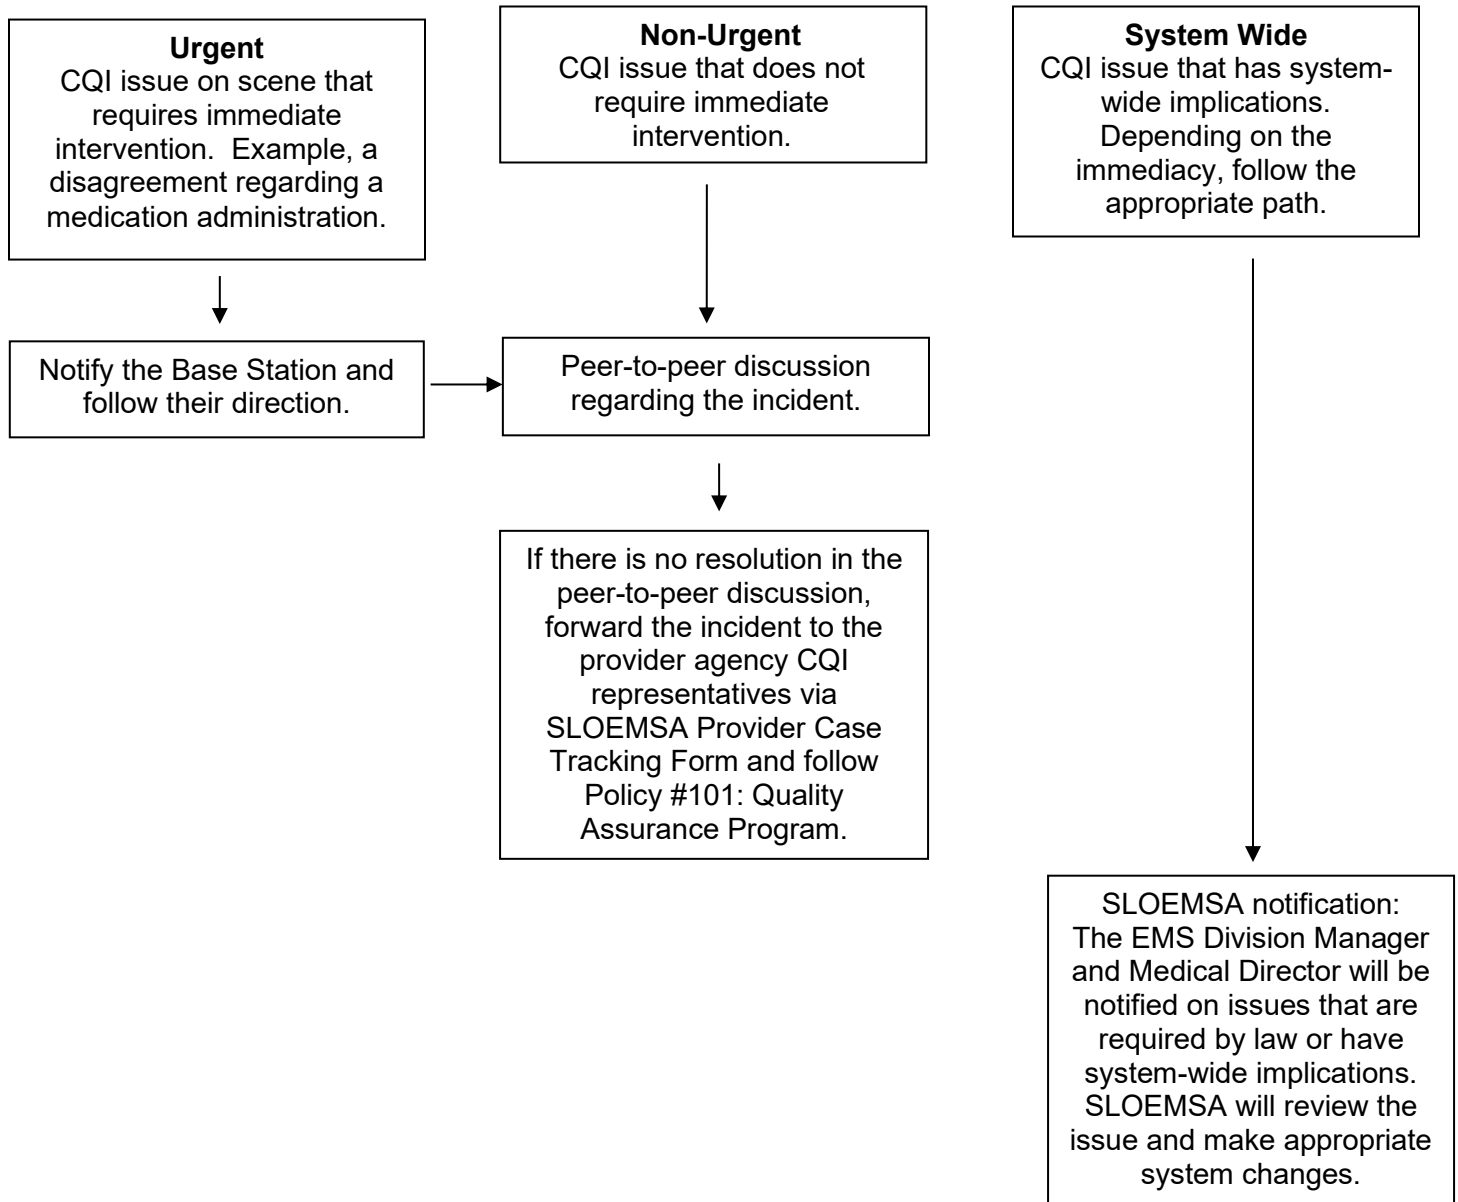 Urgent
CQI issue on scene that
requires immediate
intervention.  Example, a
disagreement regarding a
medication administration.
Non-Urgent
CQI issue that does not
require immediate
intervention.
System Wide
CQI issue that has system-
wide implications.
Depending on the
immediacy, follow the
appropriate path.
Notify the Base Station and
follow their direction.
Peer-to-peer discussion
regarding the incident.
If there is no resolution in the
peer-to-peer discussion,
forward the incident to the
provider agency CQI
representatives via
SLOEMSA Provider Case
Tracking Form and follow
Policy #101: Quality
Assurance Program.
SLOEMSA notification:
The EMS Division Manager
and Medical Director will be
notified on issues that are
required by law or have
system-wide implications.
SLOEMSA will review the
issue and make appropriate
system changes.